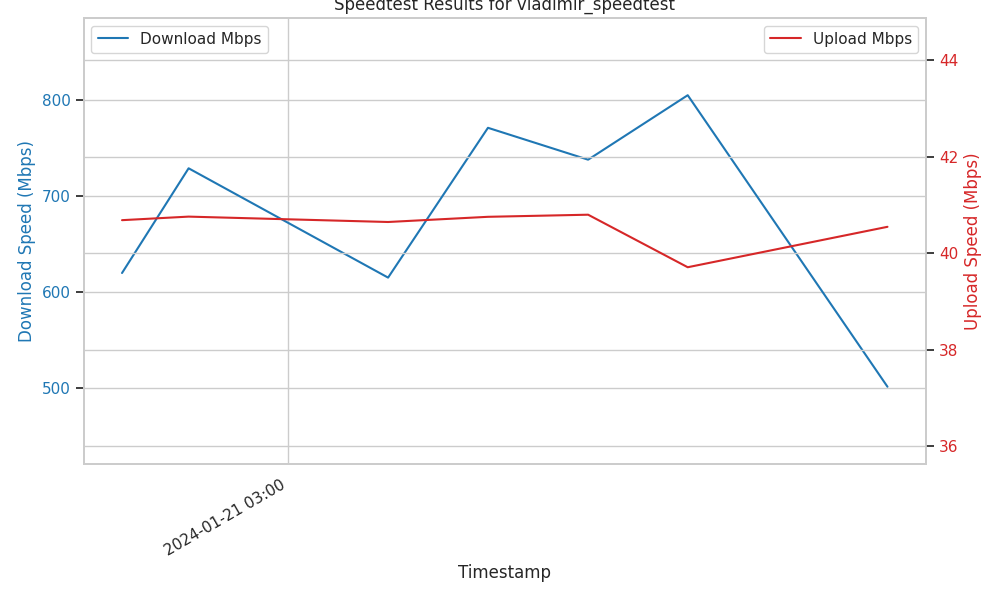 Speedtest Results for vladimir_speedtest
Download Mbps
Upload Mbps
800
700
600
500
44
42
40
38
36
Download Speed (Mbps)
Upload Speed (Mbps)
2024-01-21 03:00
Timestamp